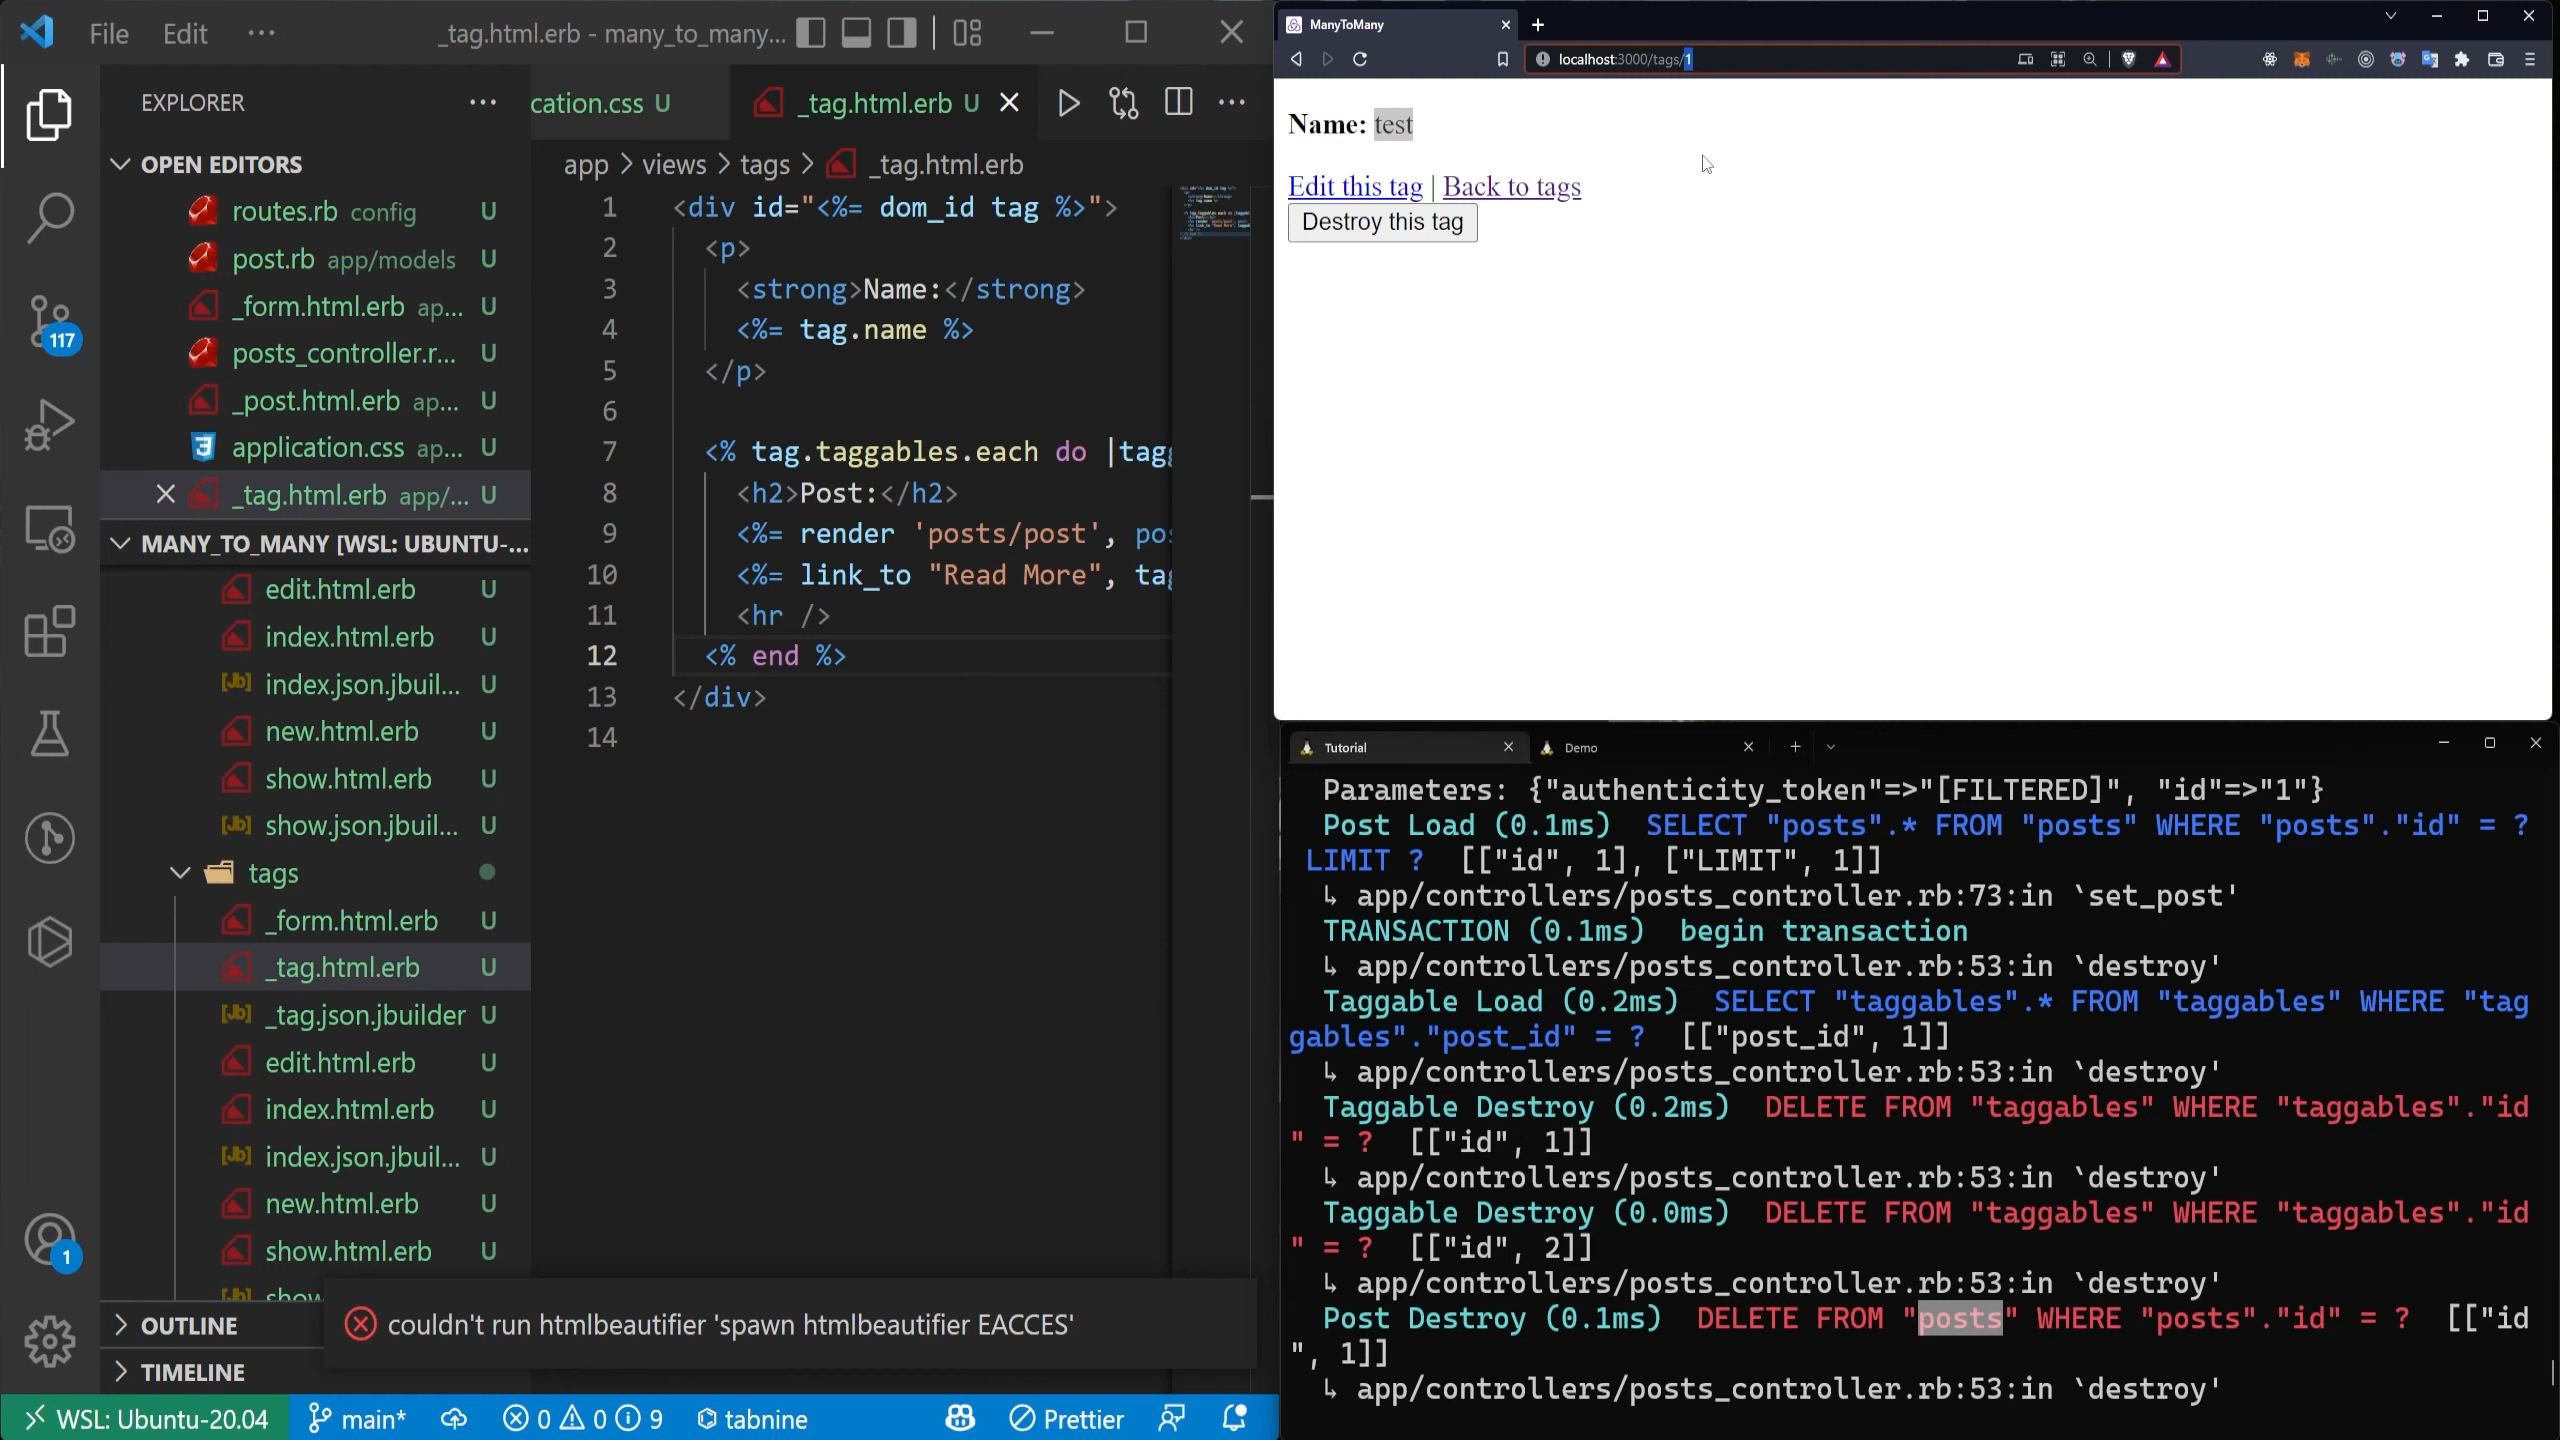 File Edit ··· _tag.html.erb - many_to_many...
EXPLORER
OPEN EDITORS
routes.rb config U
post.rb app/models U
_form.html.erb ap... U
posts_controller.r... U
_post.html.erb ap... U
application.css ap... U
_tag.html.erb app/... U
MANY_TO_MANY [WSL: UBUNTU-...
edit.html.erb U
index.html.erb U
[Jb] index.json.jbuil... U
new.html.erb U
show.html.erb U
[Jb] show.json.jbuil... U
tags
_form.html.erb U
_tag.html.erb U
[Jb] _tag.json.jbuilder U
edit.html.erb U
index.html.erb U
[Jb] index.json.jbuil... U
new.html.erb U
show.html.erb U
OUTLINE
TIMELINE
117
1
cation.css U _tag.html.erb U
app > views > tags > _tag.html.erb
1 <div id="<%= dom_id tag %>">
2 <p>
3 <strong>Name:</strong>
4 <%= tag.name %>
5 </p>
6
7 <% tag.taggables.each do |tagg
8 <h2>Post:</h2>
9 <%= render 'posts/post', pos
10 <%= link_to "Read More", tag
11 <hr />
12 <% end %>
13 </div>
14
couldn't run htmlbeautifier 'spawn htmlbeautifier EACCES'
WSL: Ubuntu-20.04 main* 0 0 9 tabnine Prettier
ManyToMany
localhost:3000/tags/1
Name: test
Edit this tag | Back to tags
Destroy this tag
Tutorial Demo
Parameters: {"authenticity_token"=>"[FILTERED]", "id"=>"1"}
Post Load (0.1ms) SELECT "posts".* FROM "posts" WHERE "posts"."id" = ?
LIMIT ? [["id", 1], ["LIMIT", 1]]
↳ app/controllers/posts_controller.rb:73:in `set_post'
TRANSACTION (0.1ms) begin transaction
↳ app/controllers/posts_controller.rb:53:in `destroy'
Taggable Load (0.2ms) SELECT "taggables".* FROM "taggables" WHERE "tag
gables"."post_id" = ? [["post_id", 1]]
↳ app/controllers/posts_controller.rb:53:in `destroy'
Taggable Destroy (0.2ms) DELETE FROM "taggables" WHERE "taggables"."id
" = ? [["id", 1]]
↳ app/controllers/posts_controller.rb:53:in `destroy'
Taggable Destroy (0.0ms) DELETE FROM "taggables" WHERE "taggables"."id
" = ? [["id", 2]]
↳ app/controllers/posts_controller.rb:53:in `destroy'
Post Destroy (0.1ms) DELETE FROM "posts" WHERE "posts"."id" = ? [["id
", 1]]
↳ app/controllers/posts_controller.rb:53:in `destroy'